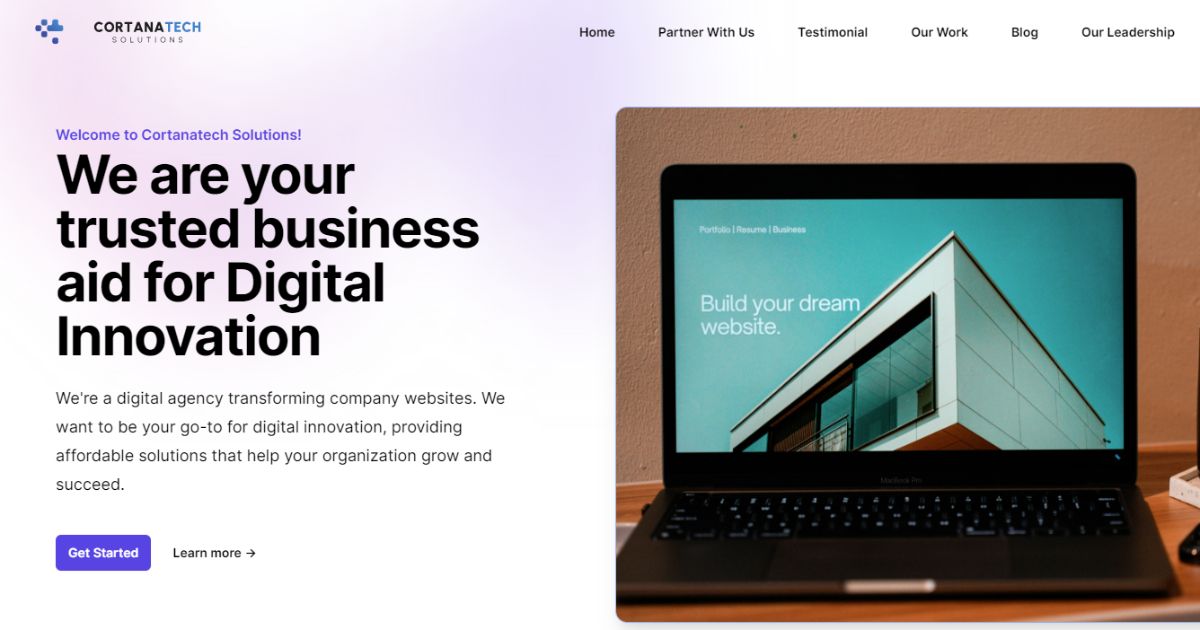 CORTANATECH
SOLUTIONS
Home
Partner With Us
Testimonial
Our Work
Blog
Our Leadership
Welcome to Cortanatech Solutions!
We are your
trusted business
aid for Digital
Innovation
We're a digital agency transforming company websites. We
want to be your go-to for digital innovation, providing
affordable solutions that help your organization grow and
succeed.
Get Started
Learn more →
Portfolio | Resume | Business
Build your dream
website.
MacBook Pro